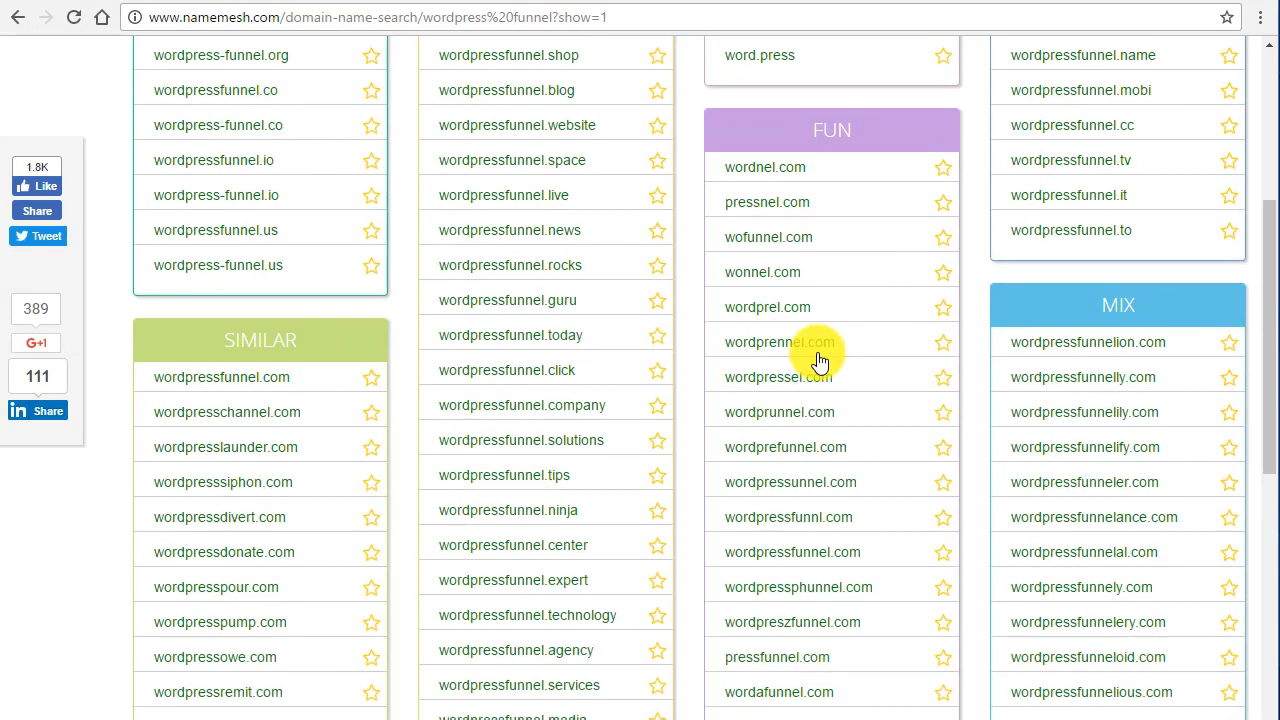 www.namemesh.com/domain-name-search/wordpress%20funnel?show=1
1.8K
Like
Share
Tweet
389
G+1
111
in Share
wordpress-funnel.org
wordpressfunnel.co
wordpress-funnel.co
wordpressfunnel.io
wordpress-funnel.io
wordpressfunnel.us
wordpress-funnel.us
SIMILAR
wordpressfunnel.com
wordpresschannel.com
wordpresslaunder.com
wordpresssiphon.com
wordpressdivert.com
wordpressdonate.com
wordpresspour.com
wordpresspump.com
wordpressowe.com
wordpressremit.com
wordpressfunnel.shop
wordpressfunnel.blog
wordpressfunnel.website
wordpressfunnel.space
wordpressfunnel.live
wordpressfunnel.news
wordpressfunnel.rocks
wordpressfunnel.guru
wordpressfunnel.today
wordpressfunnel.click
wordpressfunnel.company
wordpressfunnel.solutions
wordpressfunnel.tips
wordpressfunnel.ninja
wordpressfunnel.center
wordpressfunnel.expert
wordpressfunnel.technology
wordpressfunnel.agency
wordpressfunnel.services
wordpressfunnel.media
word.press
FUN
wordnel.com
pressnel.com
wofunnel.com
wonnel.com
wordprel.com
wordprennel.com
wordpressel.com
wordprunnel.com
wordprefunnel.com
wordpressunnel.com
wordpressfunnl.com
wordpressfunnel.com
wordpressphunnel.com
wordpreszfunnel.com
pressfunnel.com
wordafunnel.com
wordpressfunnel.name
wordpressfunnel.mobi
wordpressfunnel.cc
wordpressfunnel.tv
wordpressfunnel.it
wordpressfunnel.to
MIX
wordpressfunnelion.com
wordpressfunnelly.com
wordpressfunnelily.com
wordpressfunnelify.com
wordpressfunneler.com
wordpressfunnelance.com
wordpressfunnelal.com
wordpressfunnely.com
wordpressfunnelery.com
wordpressfunneloid.com
wordpressfunnelious.com